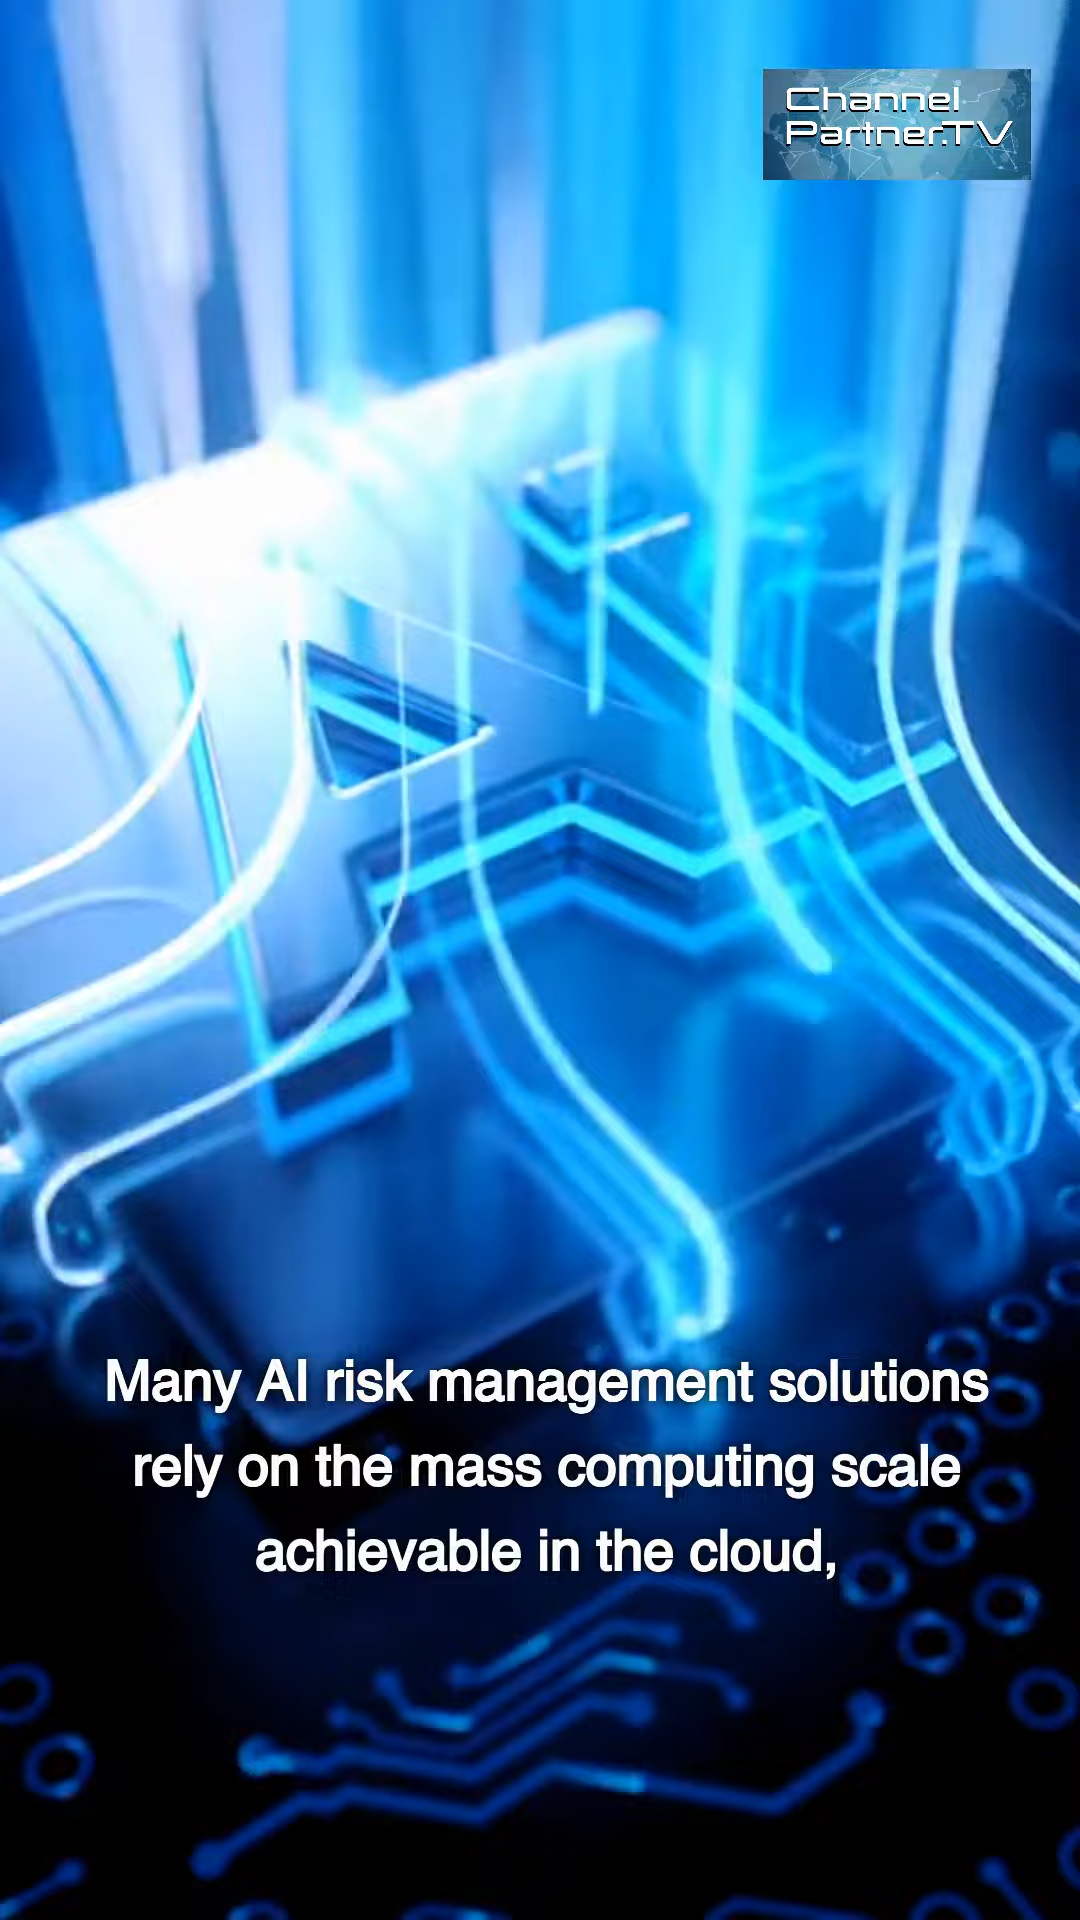 Channel
Partner.TV
Many AI risk management solutions
rely on the mass computing scale
achievable in the cloud,